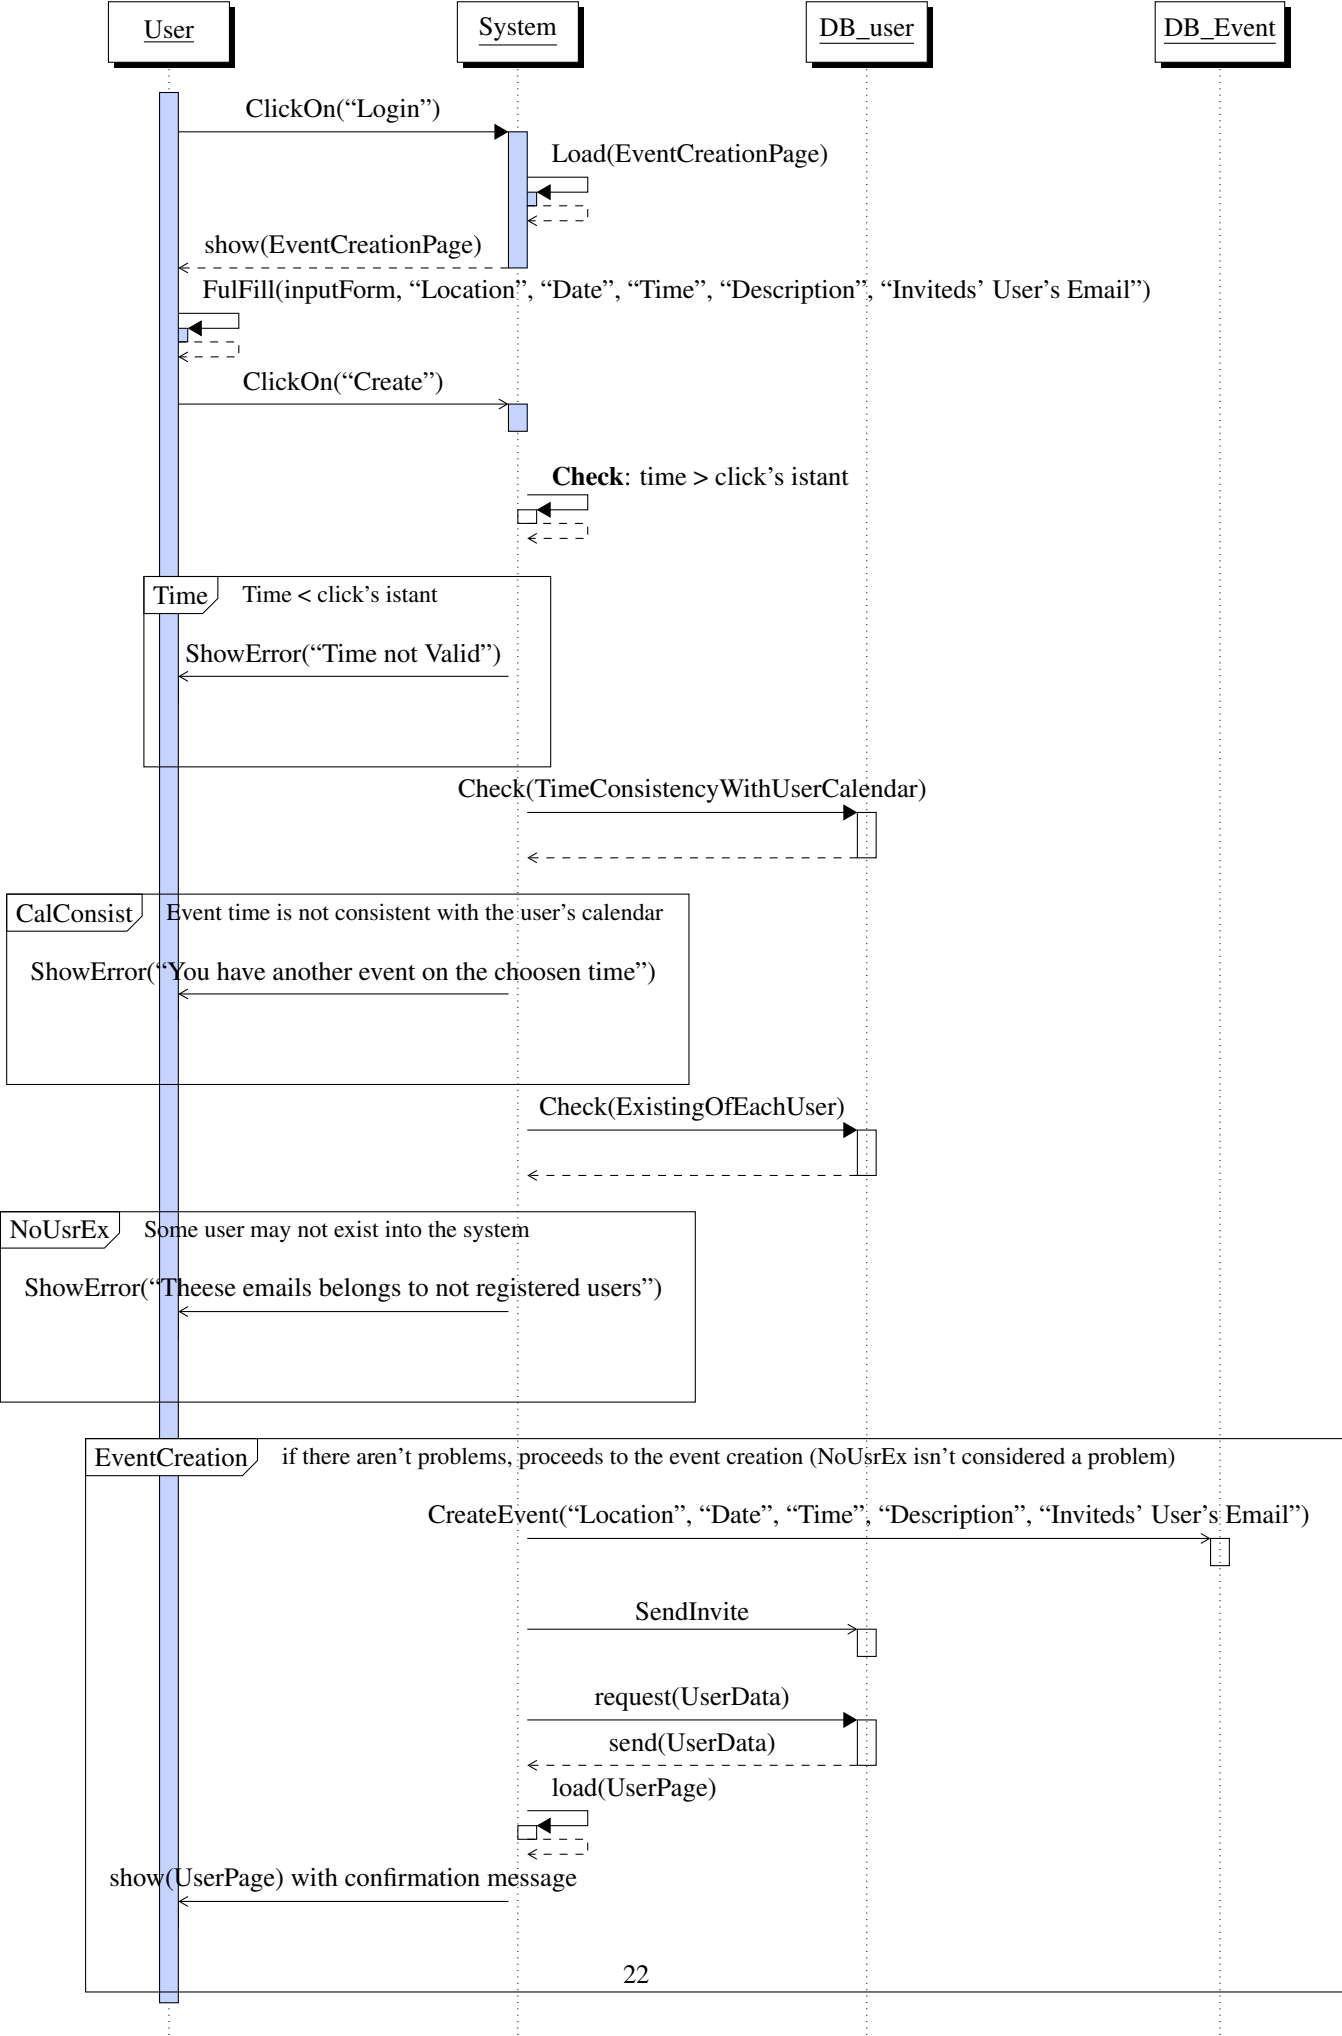 User
System
DB_user
DB_Event
ClickOn(“Login”)
Load(EventCreationPage)
show(EventCreationPage)
FulFill(inputForm, “Location”, “Date”, “Time”, “Description”, “Inviteds’ User’s Email”)
ClickOn(“Create”)
Check: time > click’s istant
Time
Time < click’s istant
ShowError(“Time not Valid”)
Check(TimeConsistencyWithUserCalendar)
CalConsist
Event time is not consistent with the user’s calendar
ShowError(“You have another event on the choosen time”)
Check(ExistingOfEachUser)
NoUsrEx
Some user may not exist into the system
ShowError(“Theese emails belongs to not registered users”)
EventCreation
if there aren’t problems, proceeds to the event creation (NoUsrEx isn’t considered a problem)
CreateEvent(“Location”, “Date”, “Time”, “Description”, “Inviteds’ User’s Email”)
SendInvite
request(UserData)
send(UserData)
load(UserPage)
show(UserPage) with confirmation message
22